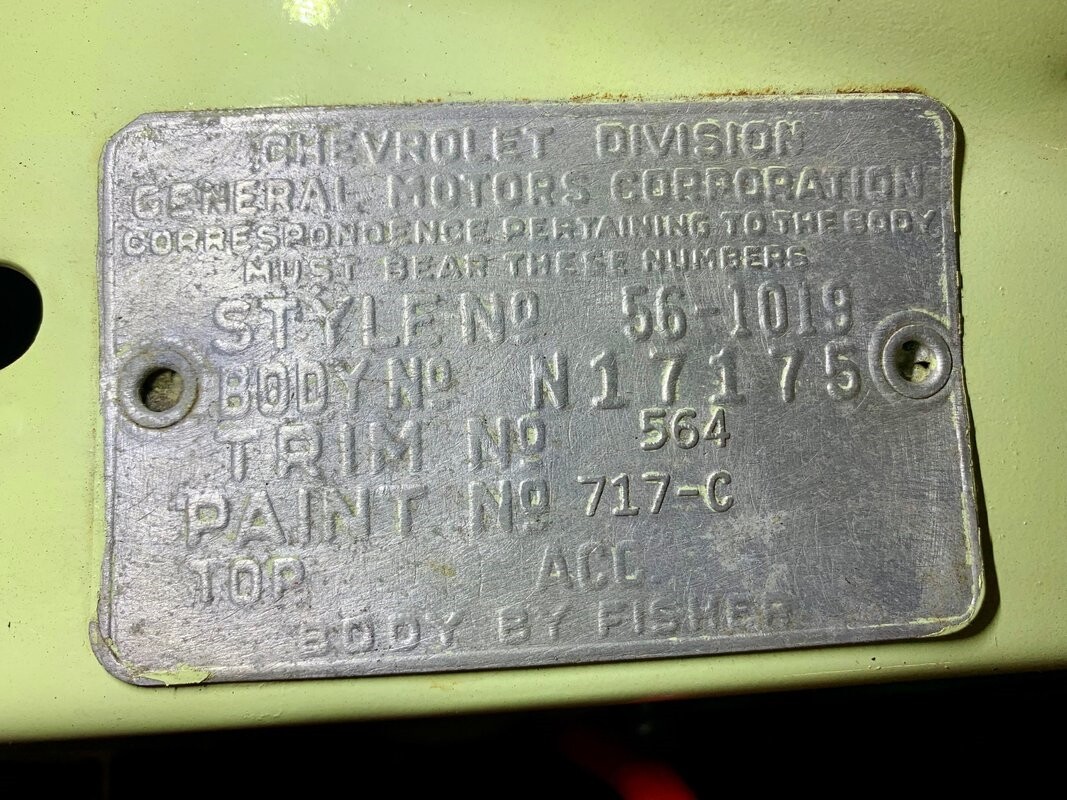 CHEVROLET DIVISION
GENERAL MOTORS CORPORATION
CORRESPONDENCE PERTAINING TO THE BODY
MUST BEAR THESE NUMBERS
STYLE Nº 56-1019
BODY Nº N17175
TRIM Nº 564
PAINT Nº 717-C
TOP ACC.
BODY BY FISHER